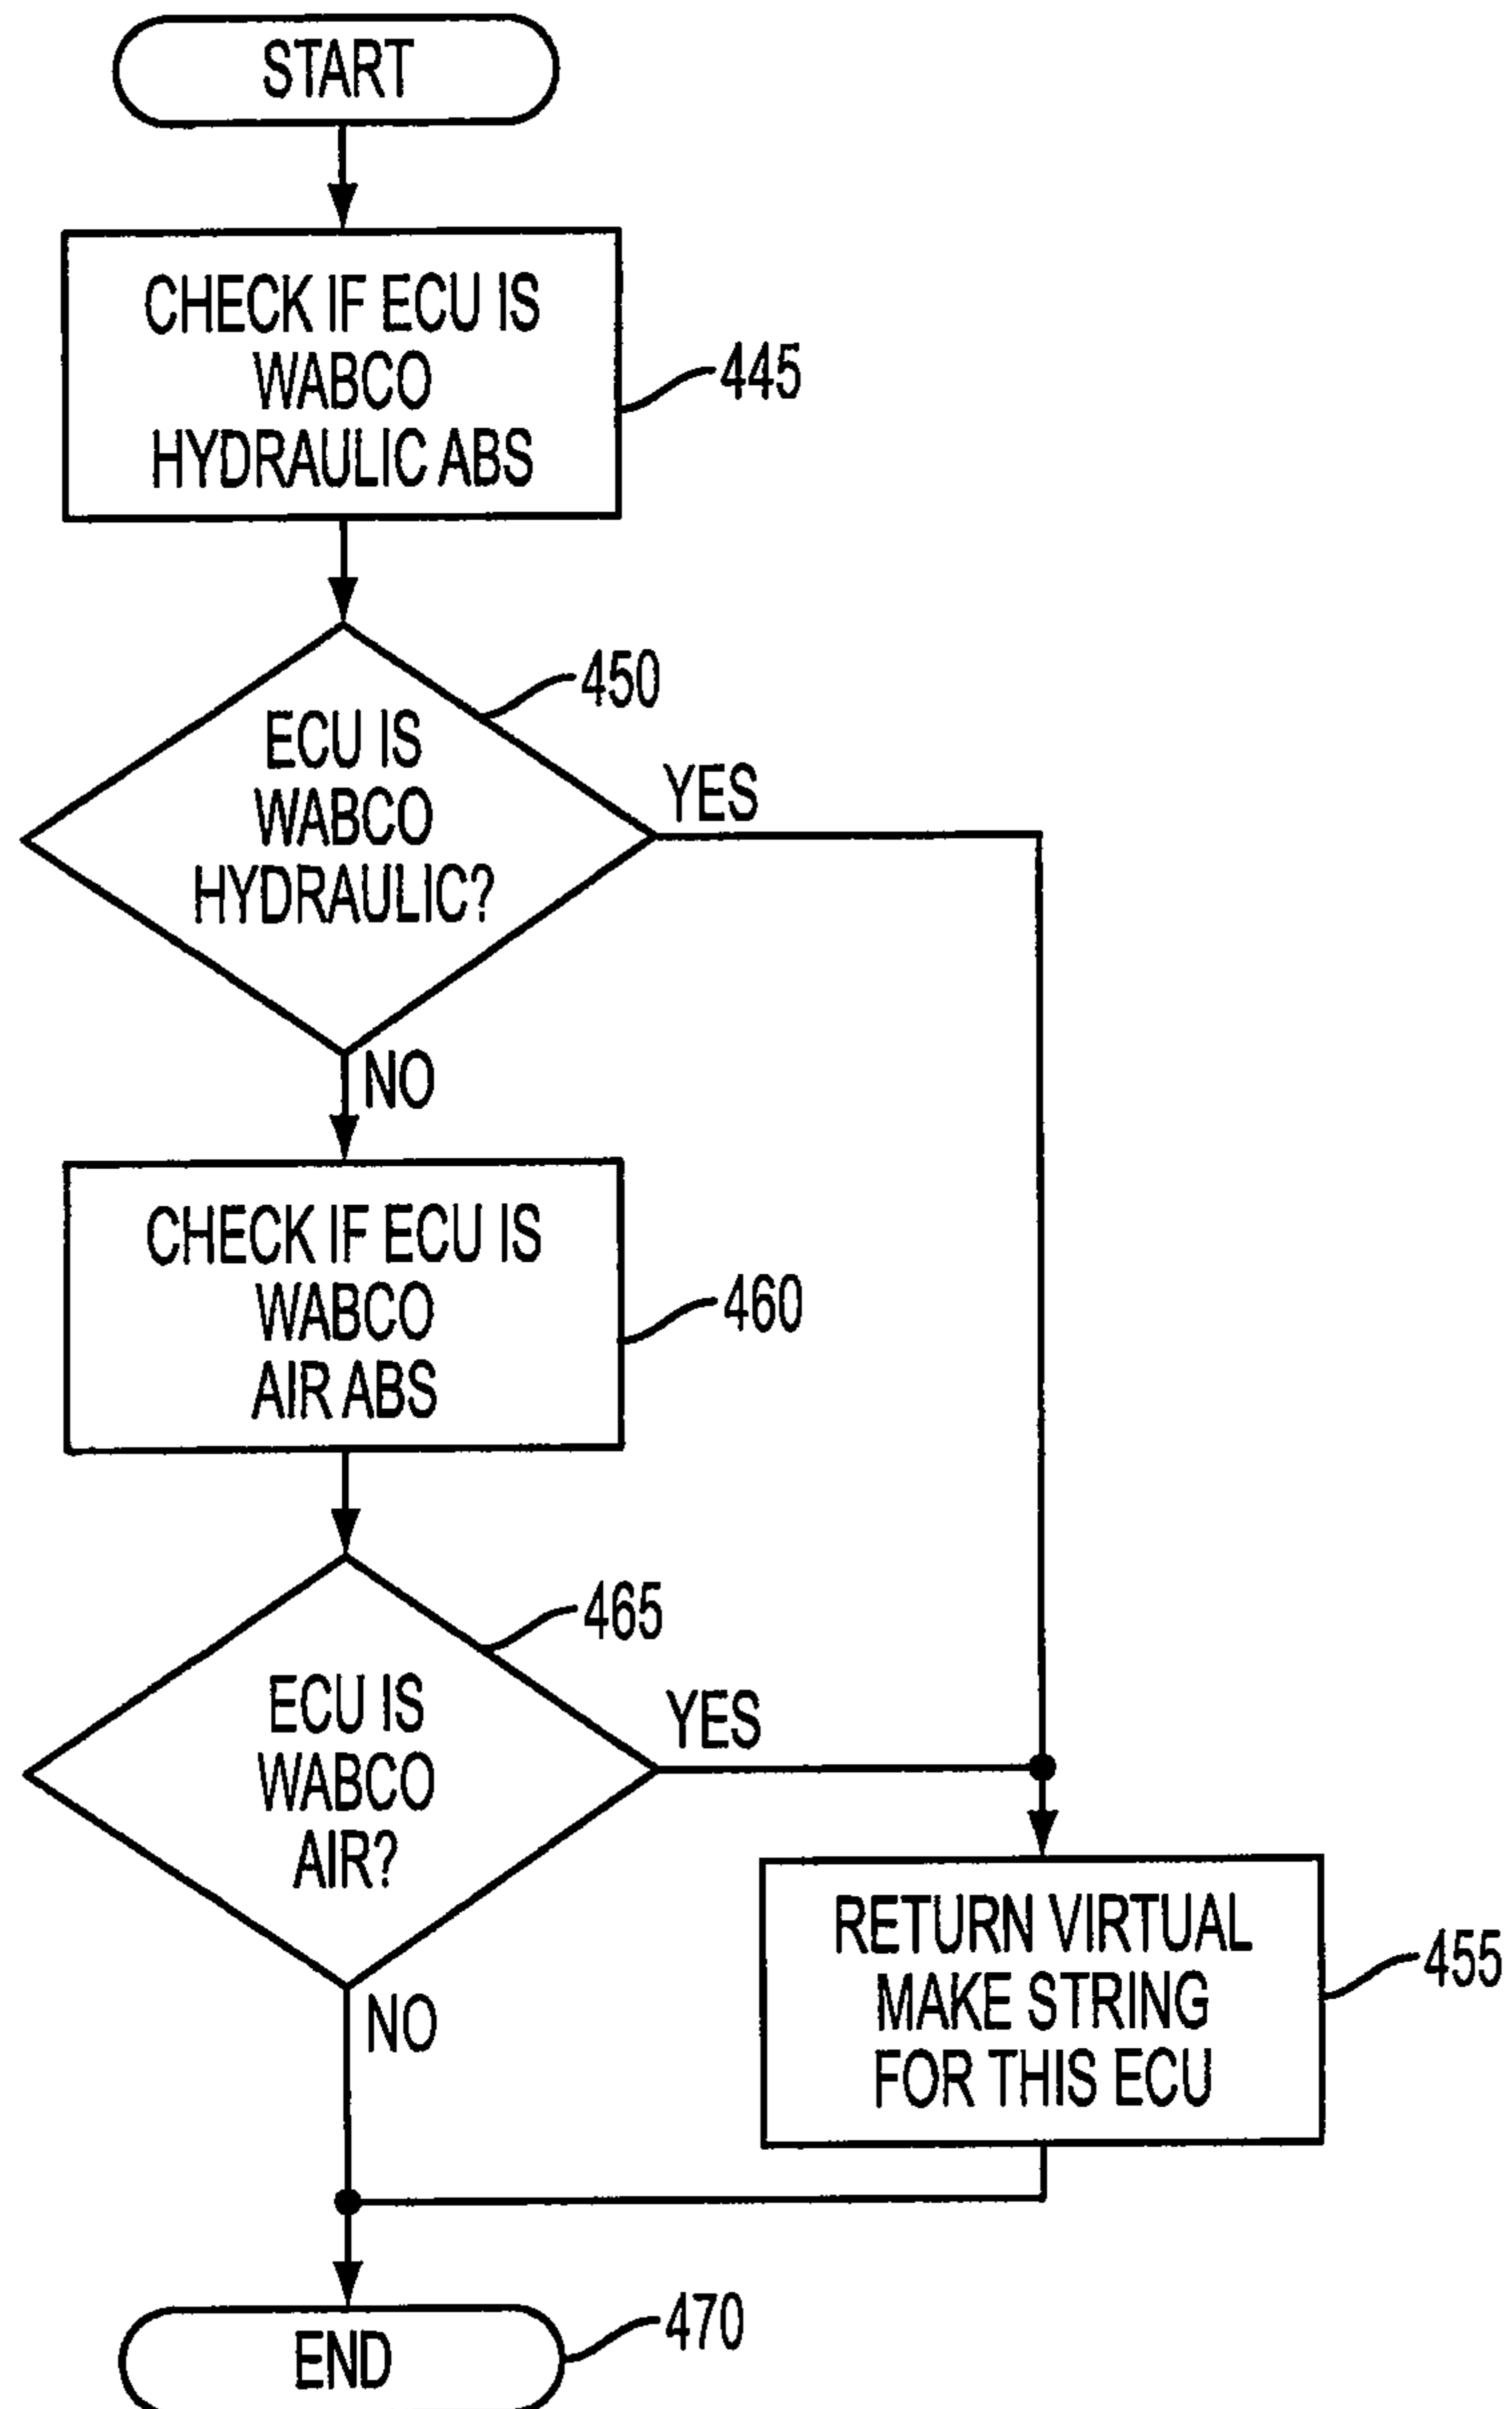 START
CHECK IF ECU IS
WABCO
HYDRAULIC ABS
445
450
ECU IS
WABCO
HYDRAULIC?
YES
NO
CHECK IF ECU IS
WABCO
AIR ABS
460
465
ECU IS
WABCO
AIR?
YES
NO
RETURN VIRTUAL
MAKE STRING
FOR THIS ECU
455
END
470